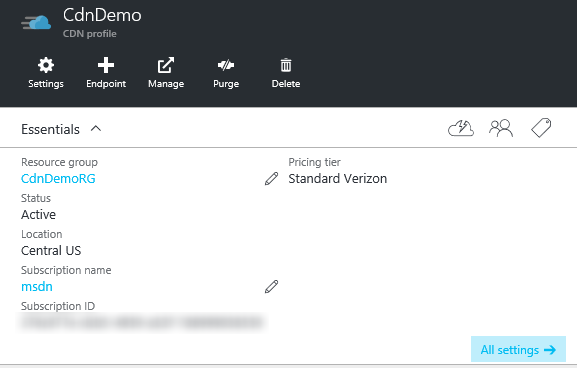 CdnDemo
CDN profile
Settings
Endpoint
Manage
Purge
Delete
Essentials
Resource group
CdnDemoRG
Pricing tier
Standard Verizon
Status
Active
Location
Central US
Subscription name
msdn
Subscription ID
All settings